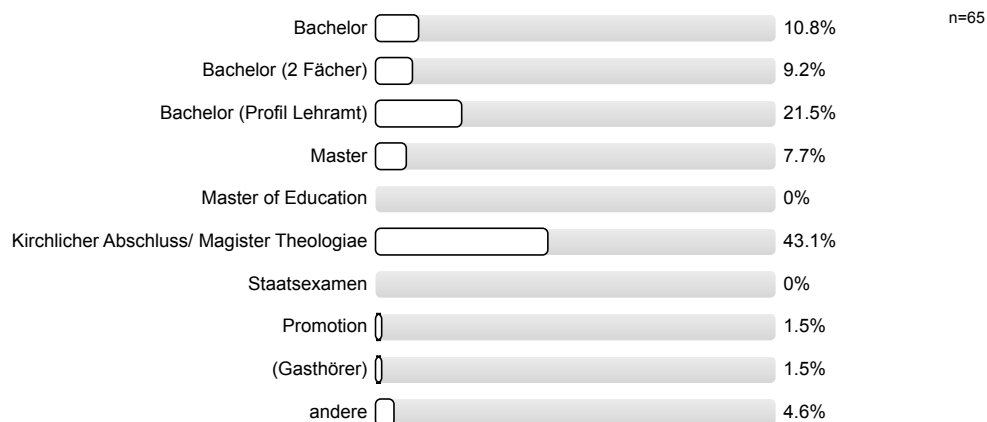 n=65
Bachelor 10.8%
Bachelor (2 Fächer) 9.2%
Bachelor (Profil Lehramt) 21.5%
Master 7.7%
Master of Education 0%
Kirchlicher Abschluss/ Magister Theologiae 43.1%
Staatsexamen 0%
Promotion 1.5%
(Gasthörer) 1.5%
andere 4.6%